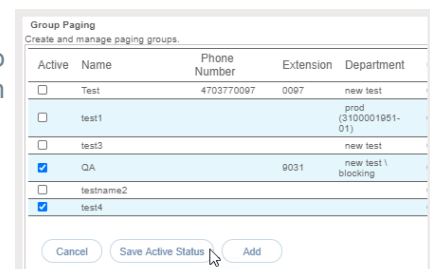 Group Paging
Create and manage paging groups.
Active Name Phone Number Extension Department
Test 4703770097 0097 new test
test1 prod (3100001951-01)
test3 new test
QA 9031 new test \ blocking
testname2
test4
Cancel Save Active Status Add